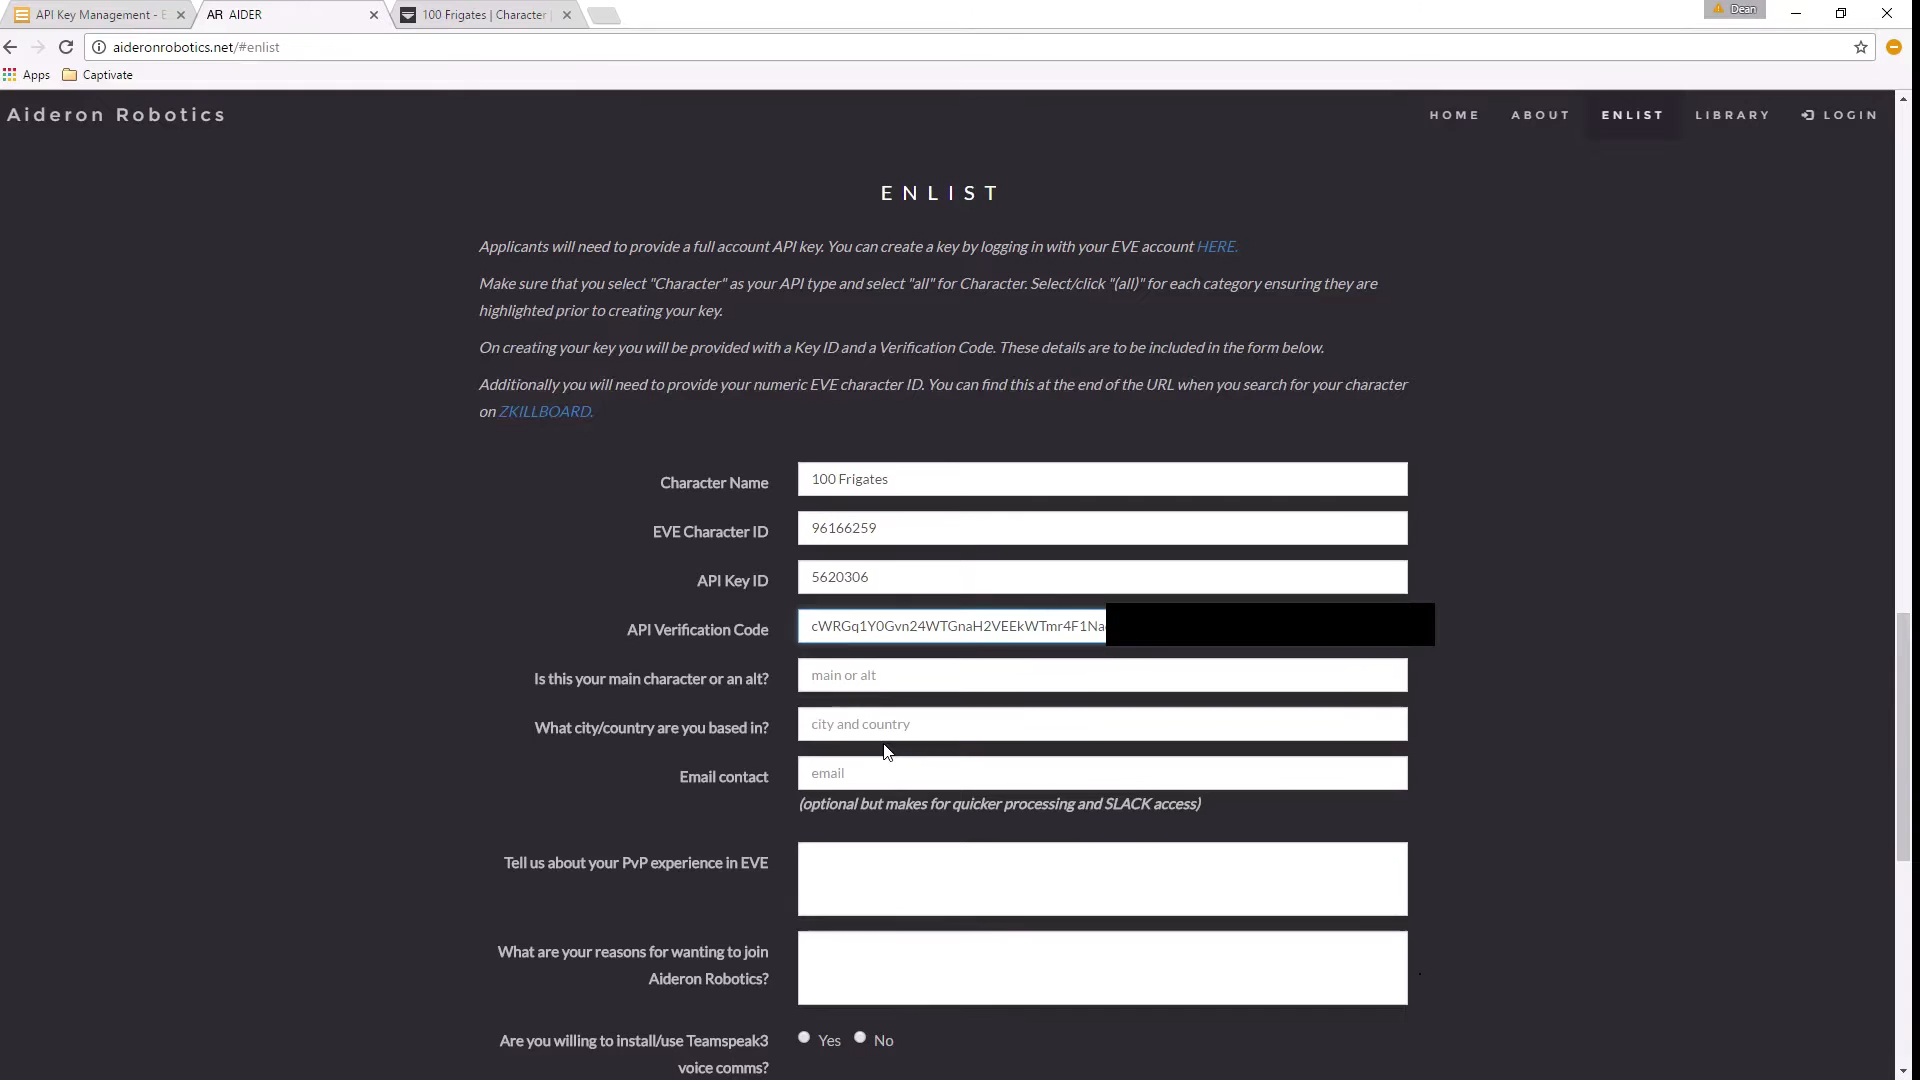 API Key Management - E
AR AIDER
100 Frigates | Character |
Dean
aideronrobotics.net/#enlist
Apps
Captivate
Aideron Robotics
HOME
ABOUT
ENLIST
LIBRARY
LOGIN
ENLIST
Applicants will need to provide a full account API key. You can create a key by logging in with your EVE account HERE.
Make sure that you select "Character" as your API type and select "all" for Character. Select/click "(all)" for each category ensuring they are
highlighted prior to creating your key.
On creating your key you will be provided with a Key ID and a Verification Code. These details are to be included in the form below.
Additionally you will need to provide your numeric EVE character ID. You can find this at the end of the URL when you search for your character
on ZKILLBOARD.
Character Name
100 Frigates
EVE Character ID
96166259
API Key ID
5620306
API Verification Code
cWRGq1Y0Gvn24WTGnaH2VEEkWTmr4F1Na
Is this your main character or an alt?
main or alt
What city/country are you based in?
city and country
Email contact
email
(optional but makes for quicker processing and SLACK access)
Tell us about your PvP experience in EVE
What are your reasons for wanting to join
Aideron Robotics?
Are you willing to install/use Teamspeak3
voice comms?
Yes
No